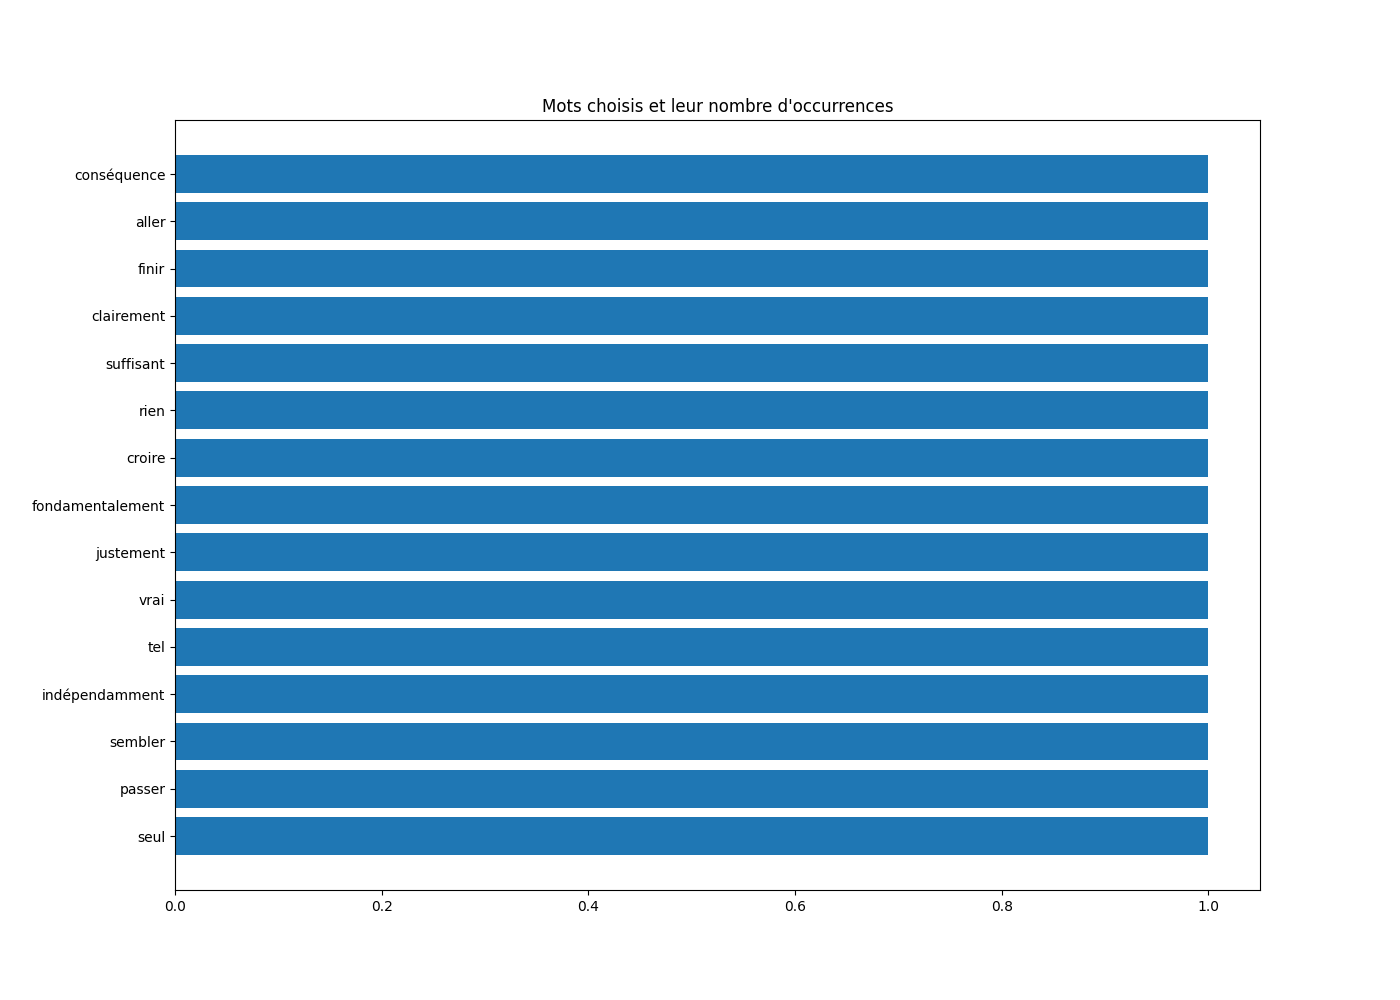 Mots choisis et leur nombre d'occurrences
conséquence
aller
finir
clairement
suffisant
rien
croire
fondamentalement
justement
vrai
tel
indépendamment
sembler
passer
seul
0.0 0.2 0.4 0.6 0.8 1.0